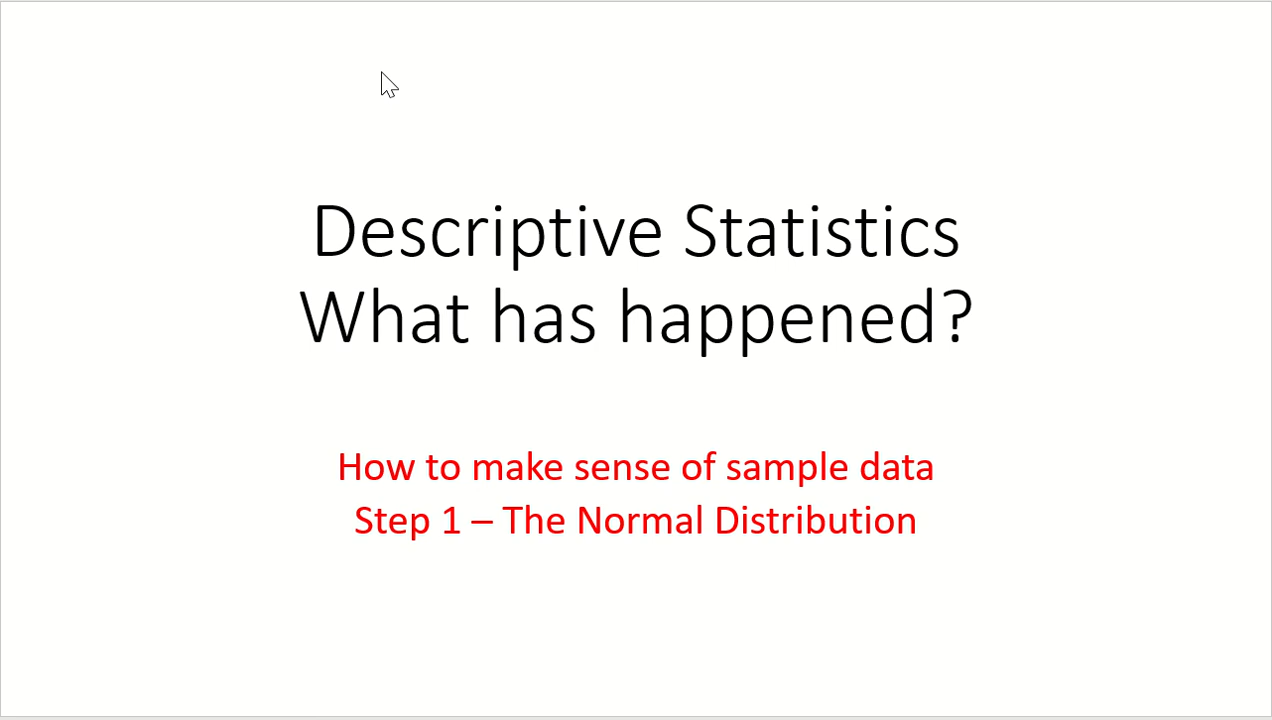 Descriptive Statistics
What has happened?
How to make sense of sample data
Step 1 – The Normal Distribution